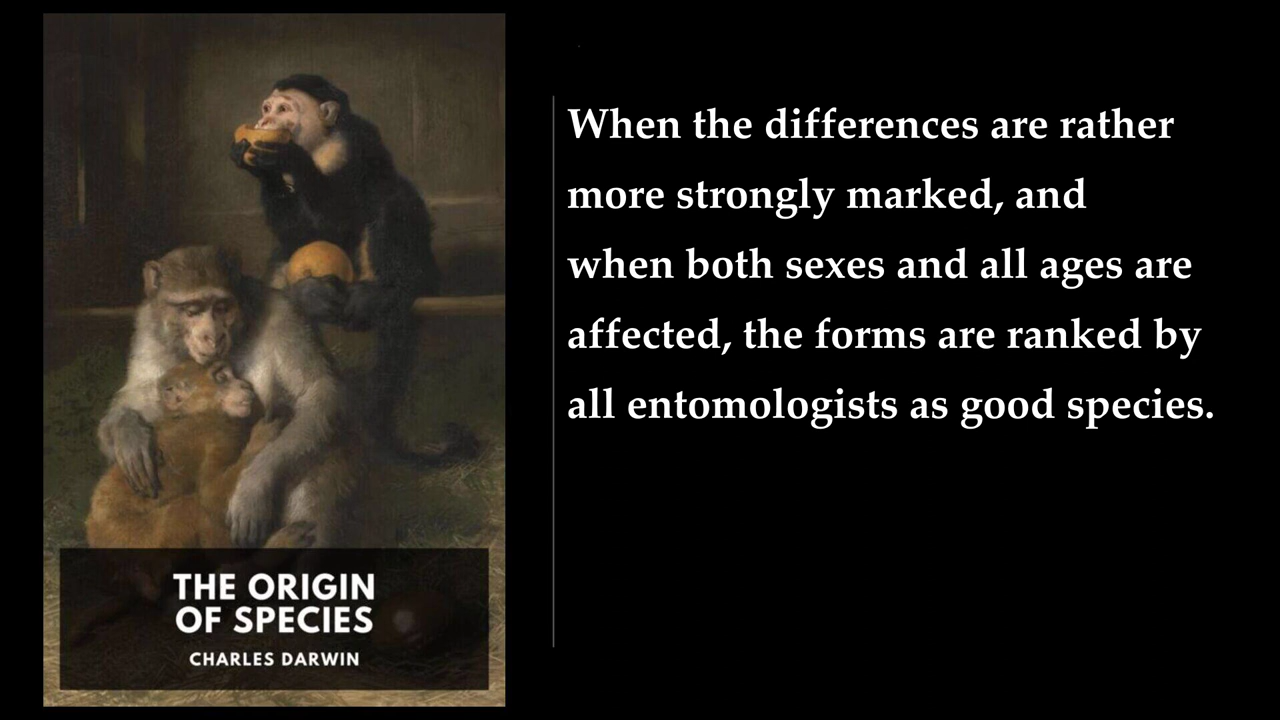 THE ORIGIN
OF SPECIES
CHARLES DARWIN
When the differences are rather
more strongly marked, and
when both sexes and all ages are
affected, the forms are ranked by
all entomologists as good species.